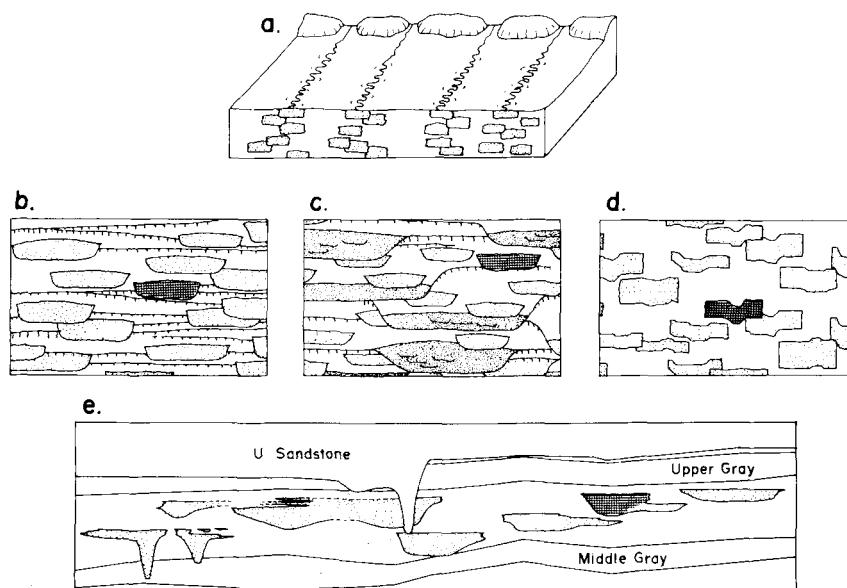 a.
b.
c.
d.
e.
U Sandstone
Upper Gray
Middle Gray